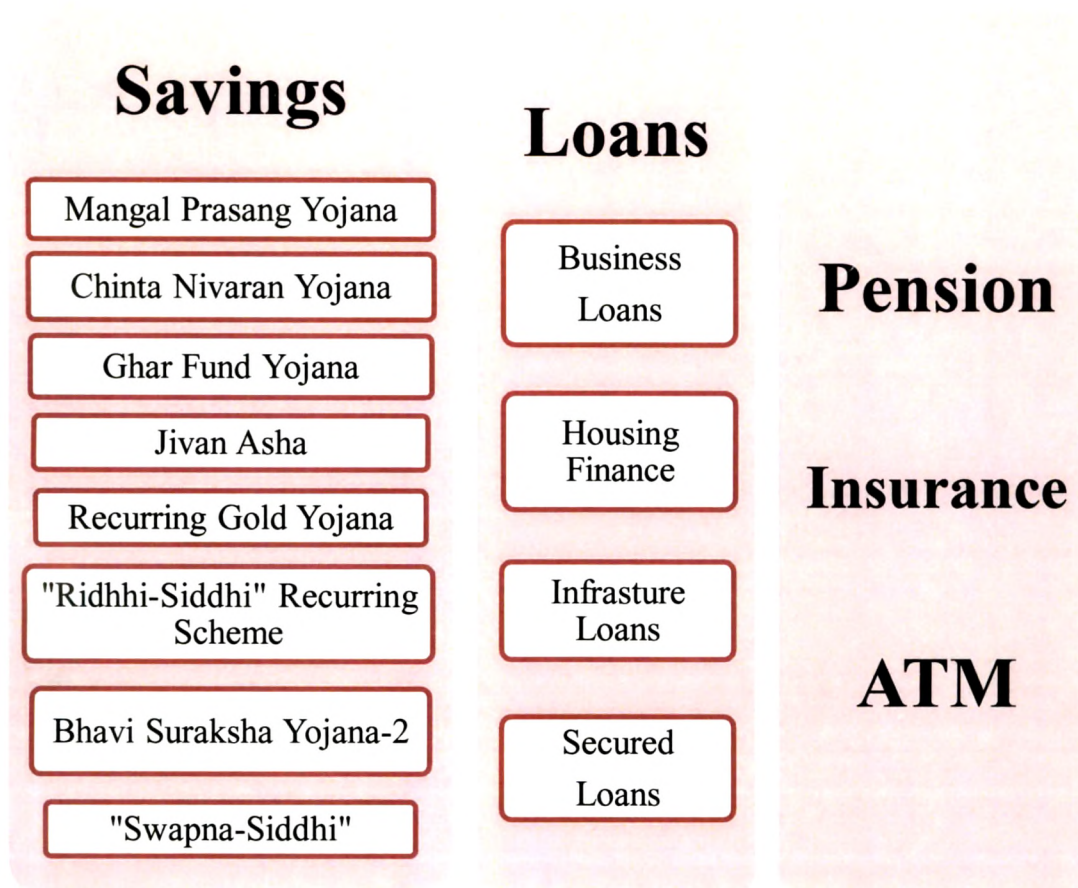 Savings
Mangal Prasang Yojana
Chinta Nivaran Yojana
Ghar Fund Yojana
Jivan Asha
Recurring Gold Yojana
"Ridhhi-Siddhi" Recurring
Scheme
Bhavi Suraksha Yojana-2
"Swapna-Siddhi"
Loans
Business
Loans
Housing
Finance
Infrasture
Loans
Secured
Loans
Pension
Insurance
ATM